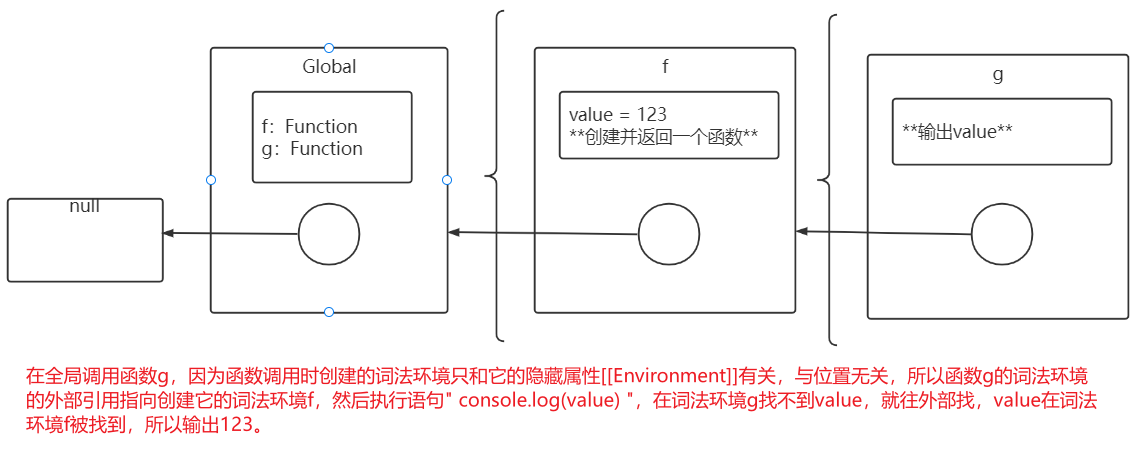 Global
f：Function
g：Function
null
f
value = 123
**创建并返回一个函数**
g
**输出value**
在全局调用函数g，因为函数调用时创建的词法环境只和它的隐藏属性[[Environment]]有关，与位置无关，所以函数g的词法环境
的外部引用指向创建它的词法环境f，然后执行语句" console.log(value) "，在词法环境g找不到value，就往外部找，value在词法
环境f被找到，所以输出123。